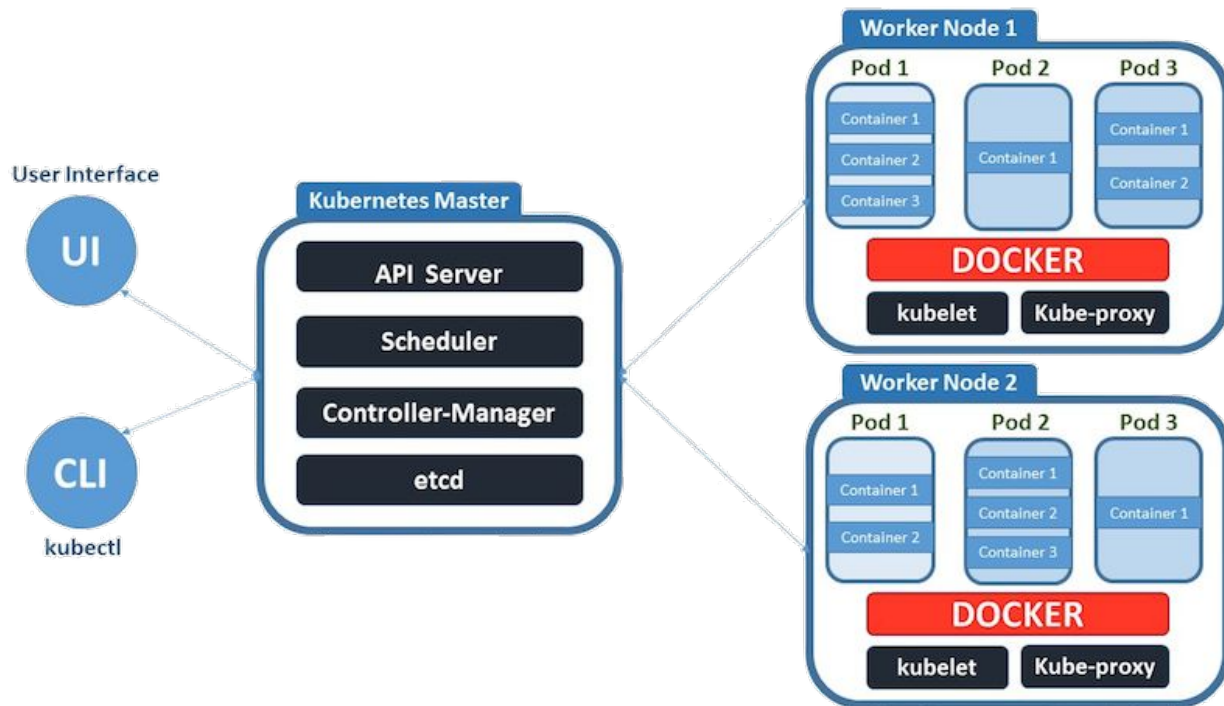 User Interface
UI
CLI
kubectl
Kubernetes Master
API Server
Scheduler
Controller-Manager
etcd
Worker Node 1
Pod 1
Pod 2
Pod 3
Container 1
Container 2
Container 3
Container 1
Container 1
Container 2
DOCKER
kubelet
Kube-proxy
Worker Node 2
Pod 1
Pod 2
Pod 3
Container 1
Container 2
Container 1
Container 2
Container 3
Container 1
DOCKER
kubelet
Kube-proxy